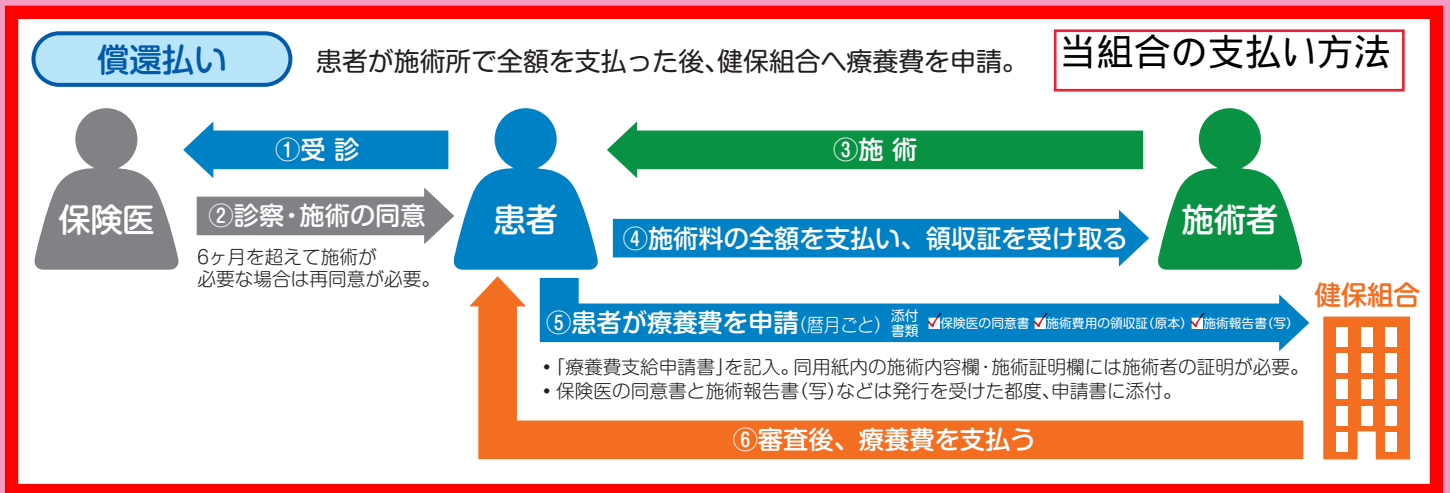 償還払い
患者が施術所で全額を支払った後、健保組合へ療養費を申請。
当組合の支払い方法
①受 診
③施 術
保険医
②診察・施術の同意
患者
施術者
6ヶ月を超えて施術が
必要な場合は再同意が必要。
④施術料の全額を支払い、領収証を受け取る
健保組合
⑤患者が療養費を申請(暦月ごと) 添付書類 ✓保険医の同意書 ✓施術費用の領収証(原本) ✓施術報告書(写)
• 「療養費支給申請書」を記入。同用紙内の施術内容欄・施術証明欄には施術者の証明が必要。
• 保険医の同意書と施術報告書(写)などは発行を受けた都度、申請書に添付。
⑥審査後、療養費を支払う